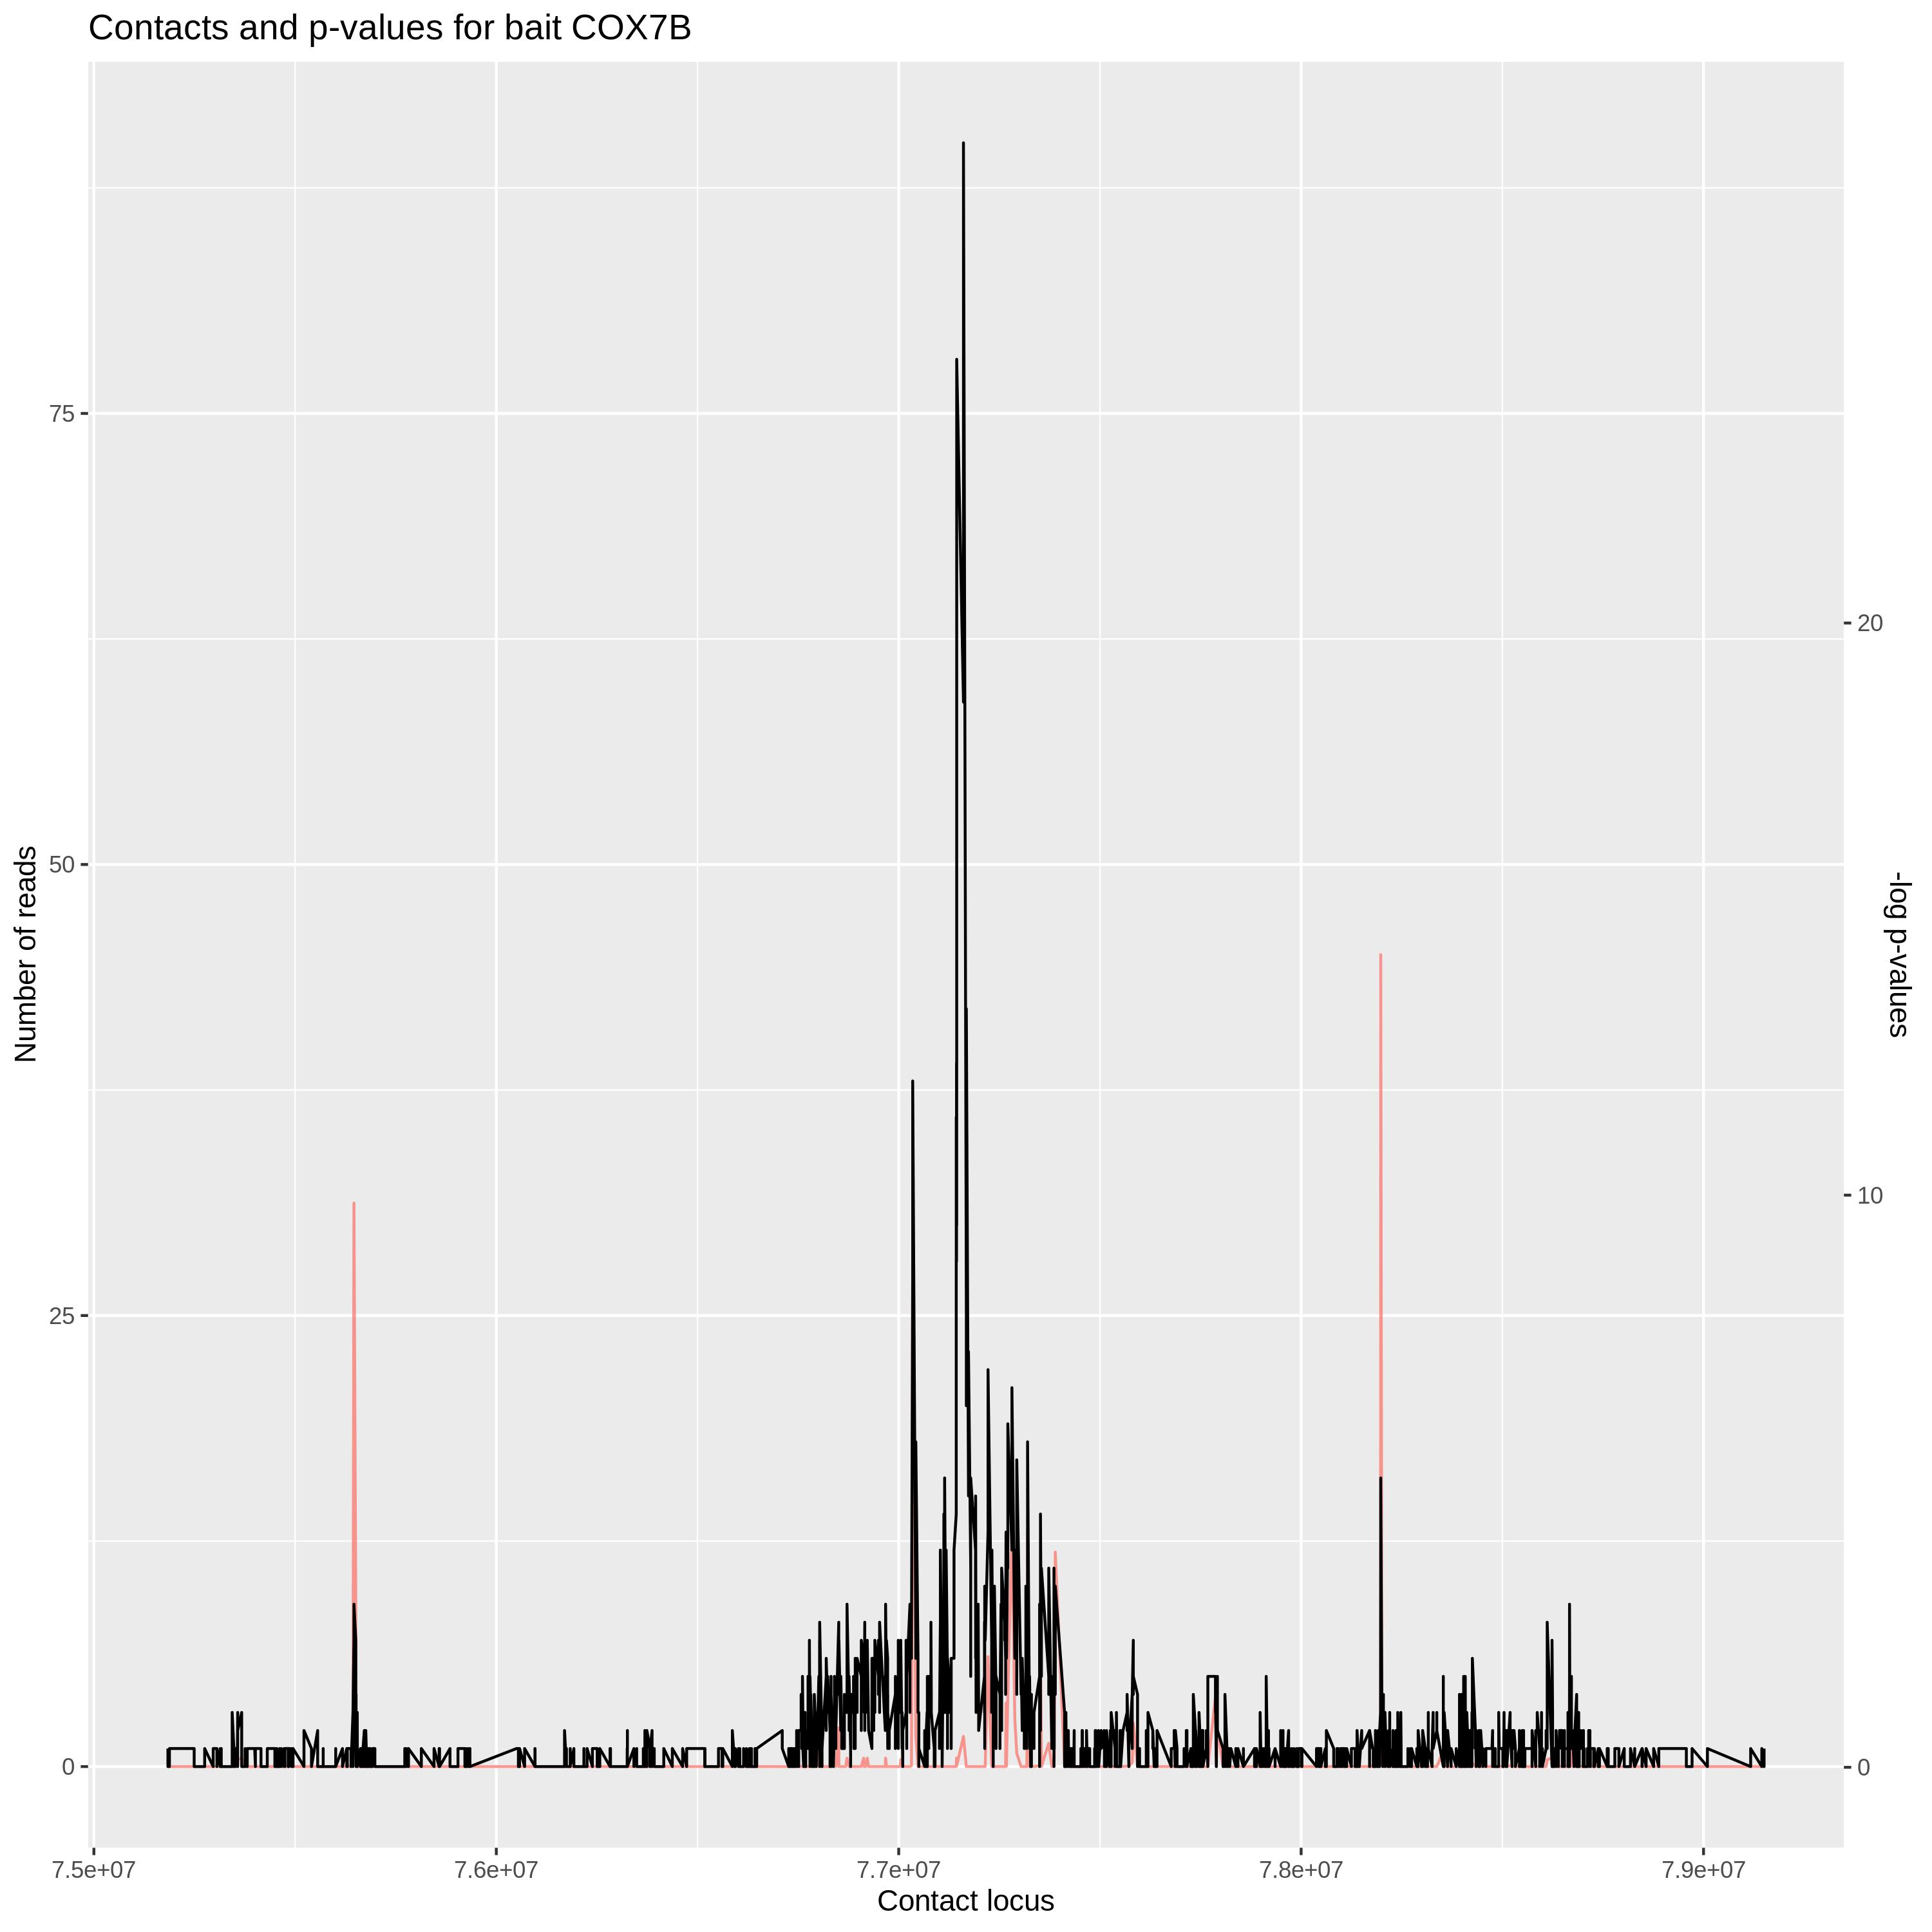 Contacts and p-values for bait COX7B
75
50
25
0
Number of reads
20
10
0
-log p-values
7.5e+07 7.6e+07 7.7e+07 7.8e+07 7.9e+07
Contact locus